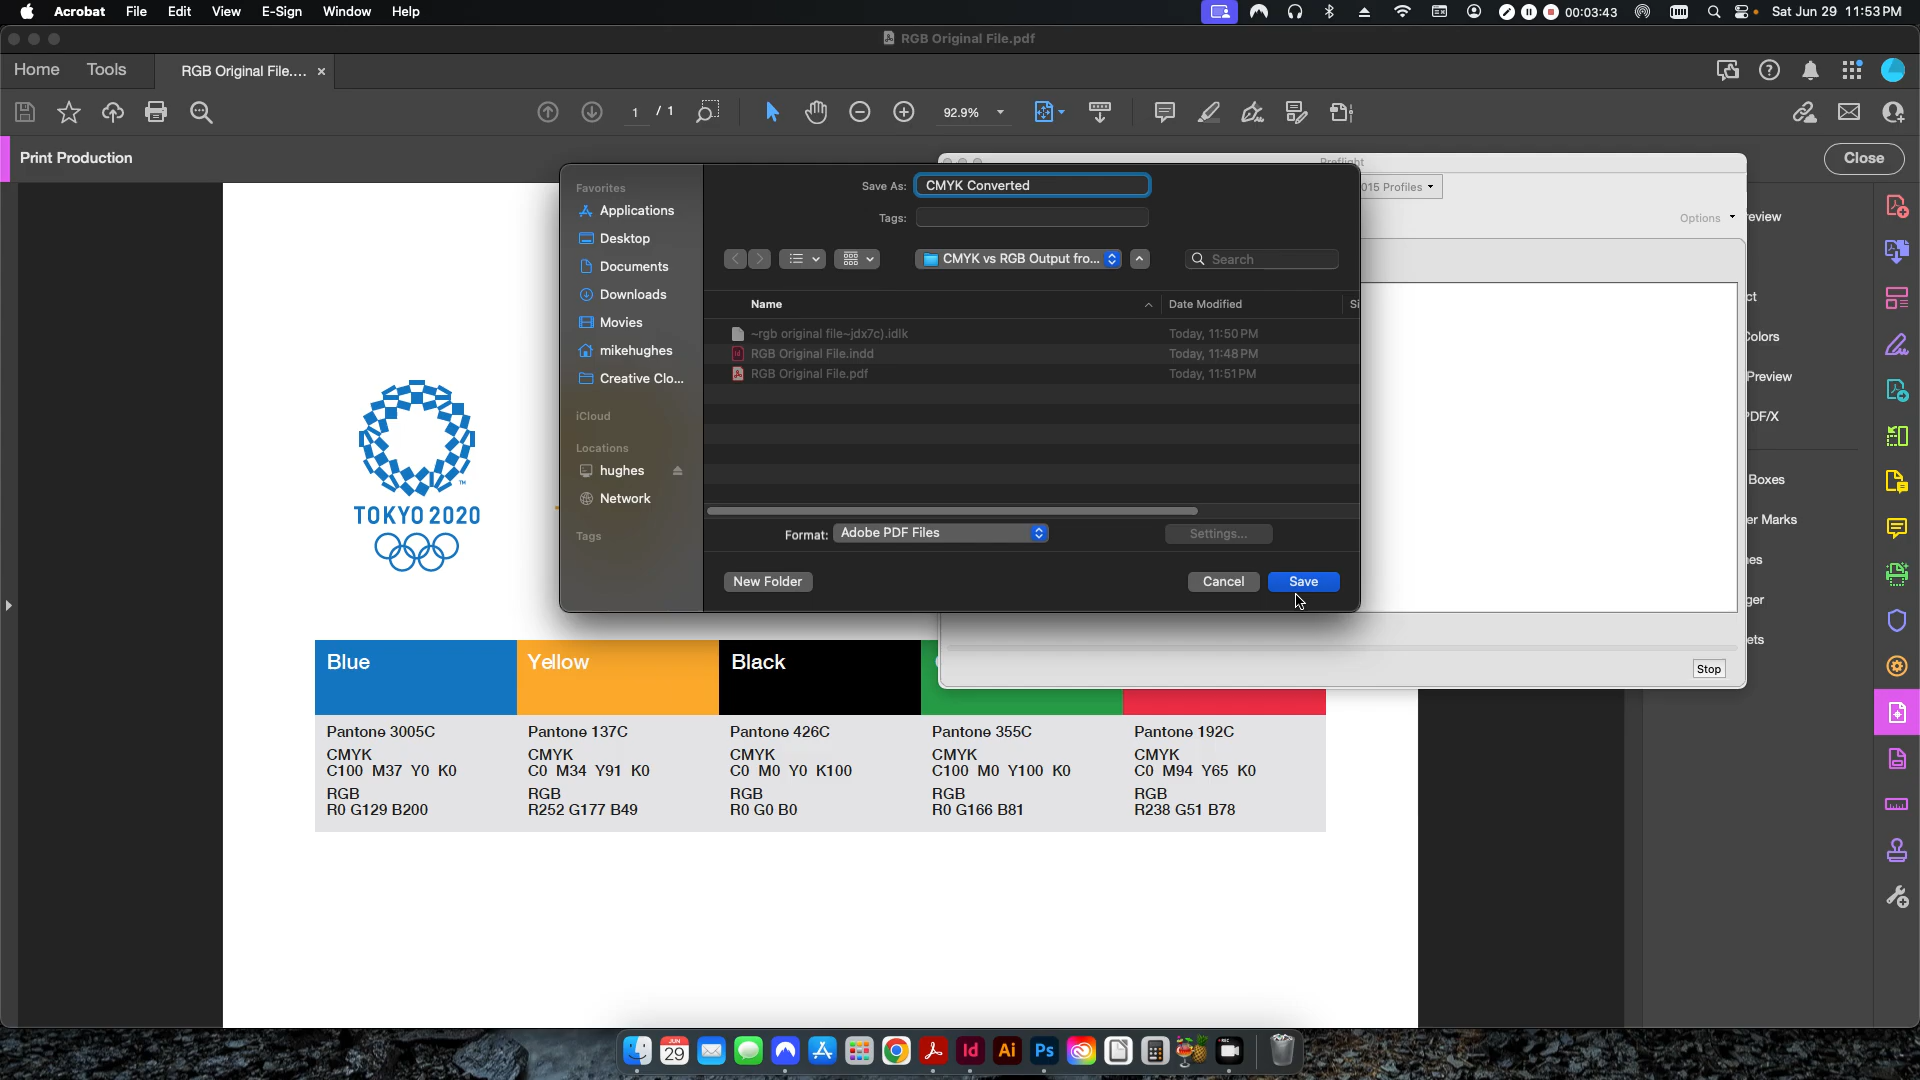 Acrobat File Edit View E-Sign Window Help
00:03:43 Sat Jun 29 11:53 PM
RGB Original File.pdf
Home Tools RGB Original File.... ×
1 / 1 92.9%
Print Production
Close
Preflight
015 Profiles
Options
eview
ct
olors
Preview
PDF/X
Boxes
er Marks
es
ger
ets
Stop
Favorites
Applications
Desktop
Documents
Downloads
Movies
mikehughes
Creative Clo...
iCloud
Locations
hughes
Network
Tags
Save As: CMYK Converted
Tags:
CMYK vs RGB Output fro...
Search
Name Date Modified Si
~rgb original file~jdx7c).idlk Today, 11:50 PM
RGB Original File.indd Today, 11:48 PM
RGB Original File.pdf Today, 11:51 PM
Format: Adobe PDF Files
Settings...
New Folder
Cancel
Save
TM
TOKYO 2020
Blue
Pantone 3005C
CMYK
C100 M37 Y0 K0
RGB
R0 G129 B200
Yellow
Pantone 137C
CMYK
C0 M34 Y91 K0
RGB
R252 G177 B49
Black
Pantone 426C
CMYK
C0 M0 Y0 K100
RGB
R0 G0 B0
Pantone 355C
CMYK
C100 M0 Y100 K0
RGB
R0 G166 B81
Pantone 192C
CMYK
C0 M94 Y65 K0
RGB
R238 G51 B78
JUN
29
Id
Ai
Ps